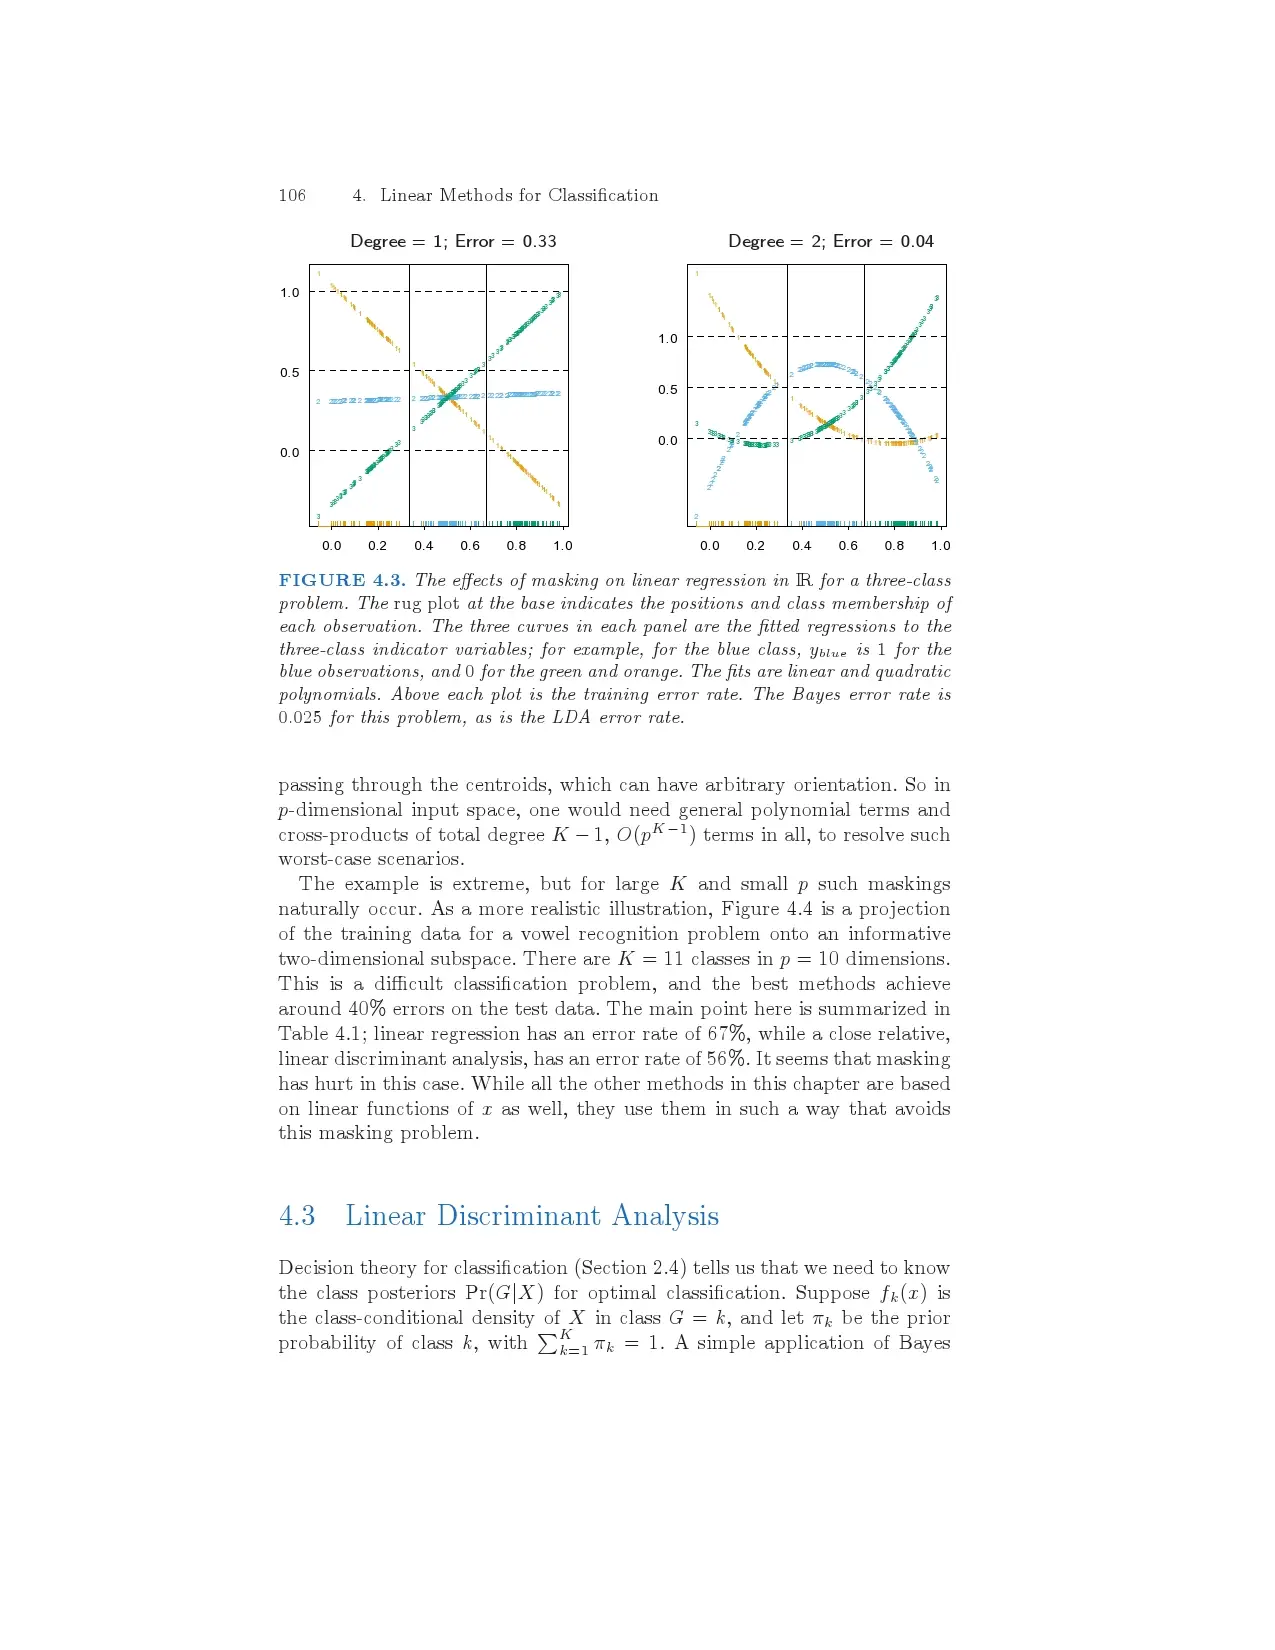 106 4. Linear Methods for Classification
Degree = 1; Error = 0.33
Degree = 2; Error = 0.04
1.0
0.5
0.0
0.0 0.2 0.4 0.6 0.8 1.0
1.0
0.5
0.0
0.0 0.2 0.4 0.6 0.8 1.0
FIGURE 4.3. The effects of masking on linear regression in IR for a three-class
problem. The rug plot at the base indicates the positions and class membership of
each observation. The three curves in each panel are the fitted regressions to the
three-class indicator variables; for example, for the blue class, y_blue is 1 for the
blue observations, and 0 for the green and orange. The fits are linear and quadratic
polynomials. Above each plot is the training error rate. The Bayes error rate is
0.025 for this problem, as is the LDA error rate.
passing through the centroids, which can have arbitrary orientation. So in
p-dimensional input space, one would need general polynomial terms and
cross-products of total degree K − 1, O(p^{K−1}) terms in all, to resolve such
worst-case scenarios.
The example is extreme, but for large K and small p such maskings
naturally occur. As a more realistic illustration, Figure 4.4 is a projection
of the training data for a vowel recognition problem onto an informative
two-dimensional subspace. There are K = 11 classes in p = 10 dimensions.
This is a difficult classification problem, and the best methods achieve
around 40% errors on the test data. The main point here is summarized in
Table 4.1; linear regression has an error rate of 67%, while a close relative,
linear discriminant analysis, has an error rate of 56%. It seems that masking
has hurt in this case. While all the other methods in this chapter are based
on linear functions of x as well, they use them in such a way that avoids
this masking problem.
4.3 Linear Discriminant Analysis
Decision theory for classification (Section 2.4) tells us that we need to know
the class posteriors Pr(G|X) for optimal classification. Suppose f_k(x) is
the class-conditional density of X in class G = k, and let π_k be the prior
probability of class k, with ∑_{k=1}^{K} π_k = 1. A simple application of Bayes